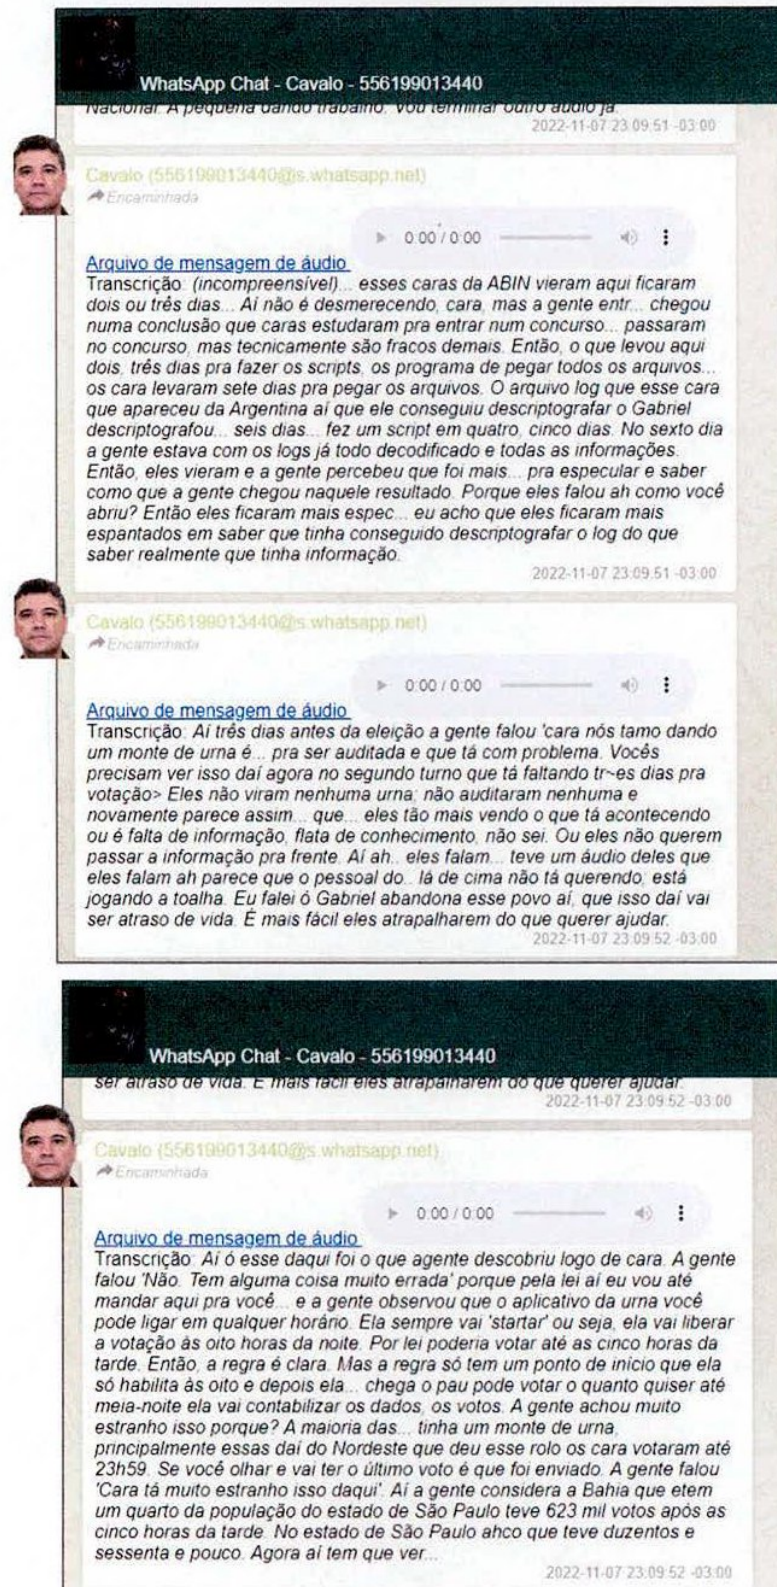 WhatsApp Chat - Cavalo - 556199013440
Nacional. A pequena dando trabalho. Vou terminar outro áudio já.
2022-11-07 23:09:51 -03:00
Cavalo (556199013440@s.whatsapp.net)
Encaminhada
0:00 / 0:00
Arquivo de mensagem de áudio
Transcrição: (incompreensível)... esses caras da ABIN vieram aqui ficaram
dois ou três dias... Aí não é desmerecendo, cara, mas a gente entr... chegou
numa conclusão que caras estudaram pra entrar num concurso... passaram
no concurso, mas tecnicamente são fracos demais. Então, o que levou aqui
dois, três dias pra fazer os scripts, os programa de pegar todos os arquivos...
os cara levaram sete dias pra pegar os arquivos. O arquivo log que esse cara
que apareceu da Argentina aí que ele conseguiu descriptografar o Gabriel
descriptografou... seis dias... fez um script em quatro, cinco dias. No sexto dia
a gente estava com os logs já todo decodificado e todas as informações.
Então, eles vieram e a gente percebeu que foi mais... pra especular e saber
como que a gente chegou naquele resultado. Porque eles falou ah como você
abriu? Então eles ficaram mais espec... eu acho que eles ficaram mais
espantados em saber que tinha conseguido descriptografar o log do que
saber realmente que tinha informação.
2022-11-07 23:09:51 -03:00
Cavalo (556199013440@s.whatsapp.net)
Encaminhada
0:00 / 0:00
Arquivo de mensagem de áudio
Transcrição: Aí três dias antes da eleição a gente falou 'cara nós tamo dando
um monte de urna é... pra ser auditada e que tá com problema. Vocês
precisam ver isso daí agora no segundo turno que tá faltando tr~es dias pra
votação> Eles não viram nenhuma urna; não auditaram nenhuma e
novamente parece assim... que... eles tão mais vendo o que tá acontecendo
ou é falta de informação, flata de conhecimento, não sei. Ou eles não querem
passar a informação pra frente. Aí ah.. eles falam... teve um áudio deles que
eles falam ah parece que o pessoal do.. lá de cima não tá querendo, está
jogando a toalha. Eu falei ó Gabriel abandona esse povo aí, que isso daí vai
ser atraso de vida. É mais fácil eles atrapalharem do que querer ajudar.
2022-11-07 23:09:52 -03:00
WhatsApp Chat - Cavalo - 556199013440
ser atraso de vida. É mais fácil eles atrapalharem do que querer ajudar.
2022-11-07 23:09:52 -03:00
Cavalo (556199013440@s.whatsapp.net)
Encaminhada
0:00 / 0:00
Arquivo de mensagem de áudio
Transcrição: Aí ó esse daqui foi o que agente descobriu logo de cara. A gente
falou 'Não. Tem alguma coisa muito errada' porque pela lei aí eu vou até
mandar aqui pra você... e a gente observou que o aplicativo da urna você
pode ligar em qualquer horário. Ela sempre vai 'startar' ou seja, ela vai liberar
a votação às oito horas da noite. Por lei poderia votar até as cinco horas da
tarde. Então, a regra é clara. Mas a regra só tem um ponto de início que ela
só habilita às oito e depois ela... chega o pau pode votar o quanto quiser até
meia-noite ela vai contabilizar os dados, os votos. A gente achou muito
estranho isso porque? A maioria das... tinha um monte de urna,
principalmente essas daí do Nordeste que deu esse rolo os cara votaram até
23h59. Se você olhar e vai ter o último voto é que foi enviado. A gente falou
'Cara tá muito estranho isso daqui'. Aí a gente considera a Bahia que etem
um quarto da população do estado de São Paulo teve 623 mil votos após as
cinco horas da tarde. No estado de São Paulo ahco que teve duzentos e
sessenta e pouco. Agora aí tem que ver...
2022-11-07 23:09:52 -03:00